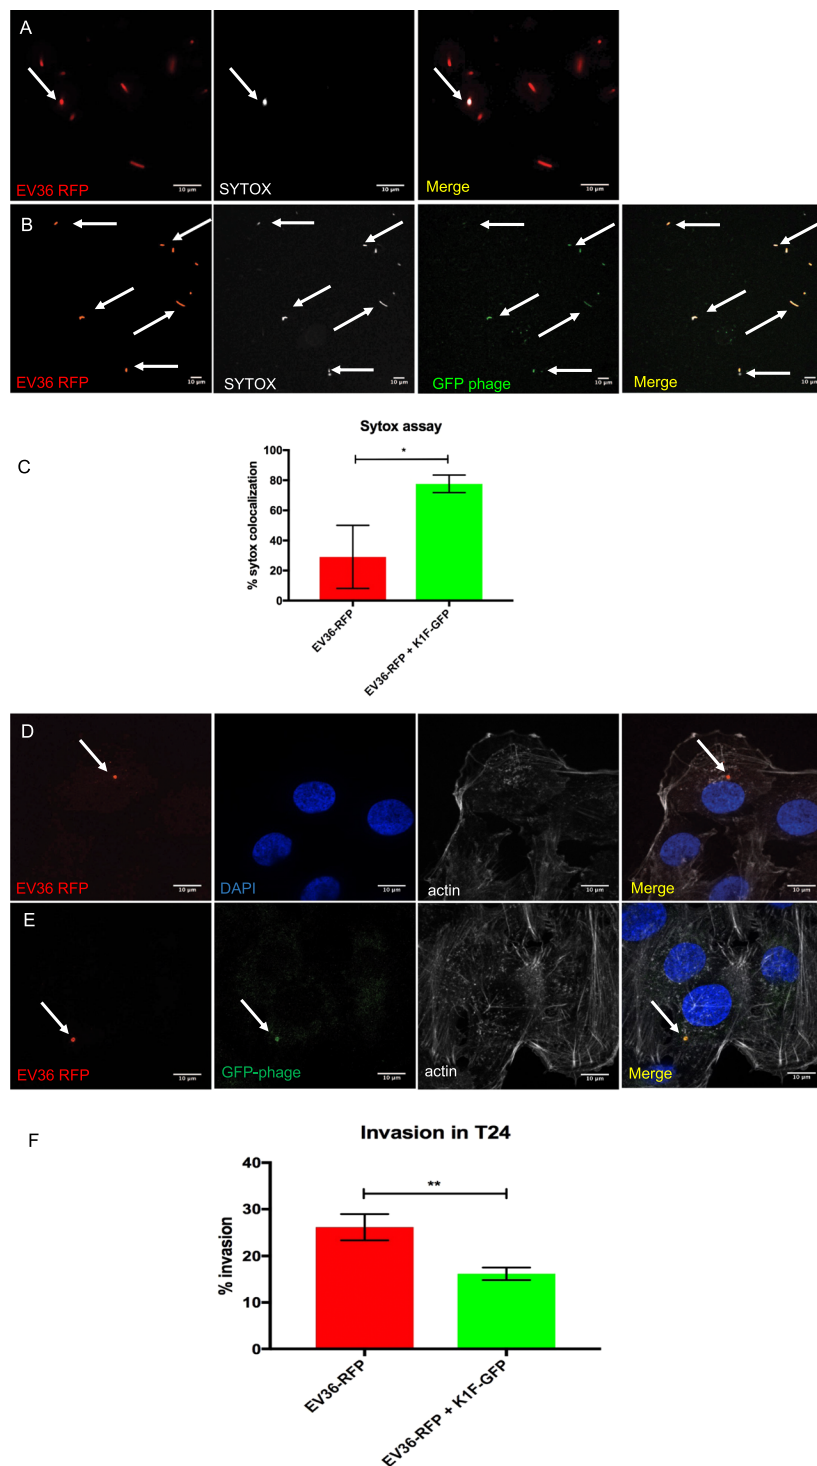 A
EV36 RFP
10 μm
SYTOX
10 μm
Merge
10 μm
B
EV36 RFP
10 μm
SYTOX
10 μm
GFP phage
10 μm
Merge
10 μm
C
Sytox assay
% sytox colocalization
100
80
60
40
20
0
*
EV36-RFP
EV36-RFP + K1F-GFP
D
EV36 RFP
10 μm
DAPI
10 μm
actin
10 μm
Merge
10 μm
E
EV36 RFP
10 μm
GFP-phage
10 μm
actin
10 μm
Merge
10 μm
F
Invasion in T24
% invasion
40
30
20
10
0
**
EV36-RFP
EV36-RFP + K1F-GFP